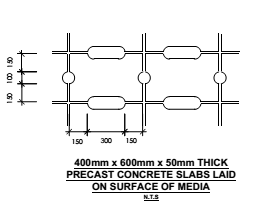 150
100
150
150
300
150
400mm x 600mm x 50mm THICK
PRECAST CONCRETE SLABS LAID
ON SURFACE OF MEDIA
N.T.S